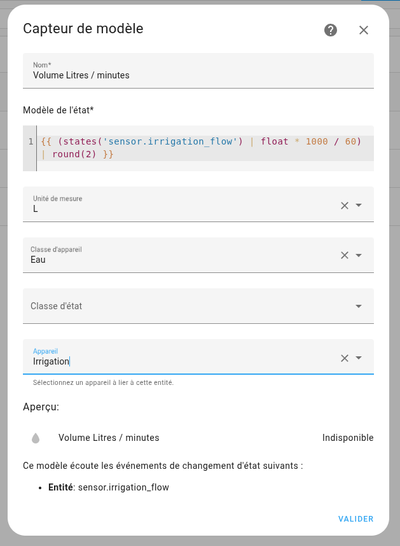 Capteur de modèle
Nom*
Volume Litres / minutes
Modèle de l'état*
1 {{ (states('sensor.irrigation_flow') | float * 1000 / 60)
| round(2) }}
Unité de mesure
L
Classe d'appareil
Eau
Classe d'état
Appareil
Irrigation
Sélectionnez un appareil à lier à cette entité.
Aperçu:
Volume Litres / minutes Indisponible
Ce modèle écoute les événements de changement d'état suivants :
• Entité: sensor.irrigation_flow
VALIDER